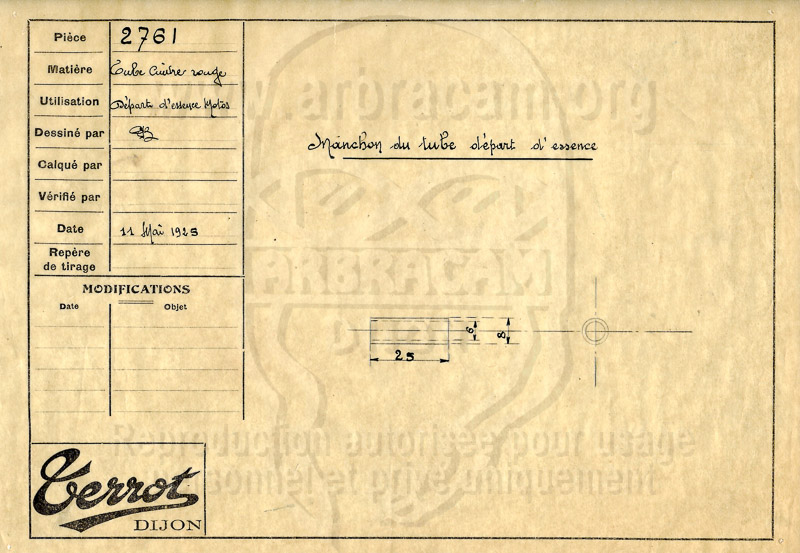 Pièce 2761
Matière Tube Cuivre rouge
Utilisation Départ d'essence Motos
Dessiné par
Calqué par
Vérifié par
Date 11 Mai 1925
Repère
de tirage
MODIFICATIONS
Date Objet
Manchon du tube départ d'essence
25
6
8
Terrot
DIJON
www.arbracam.org
ARBRACAM
Reproduction autorisée pour usage
personnel et privé uniquement